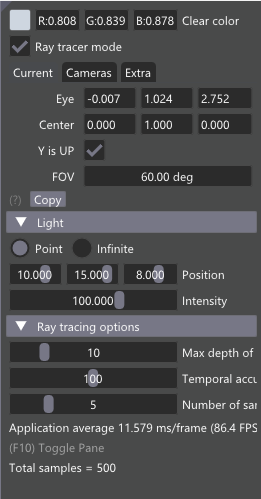 R:0.808 G:0.839 B:0.878 Clear color
Ray tracer mode
Current Cameras Extra
Eye -0.007 1.024 2.752
Center 0.000 1.000 0.000
Y is UP
FOV 60.00 deg
(?) Copy
Light
Point Infinite
10.000 15.000 8.000 Position
100.000 Intensity
Ray tracing options
10 Max depth of
100 Temporal accu
5 Number of sam
Application average 11.579 ms/frame (86.4 FPS
(F10) Toggle Pane
Total samples = 500